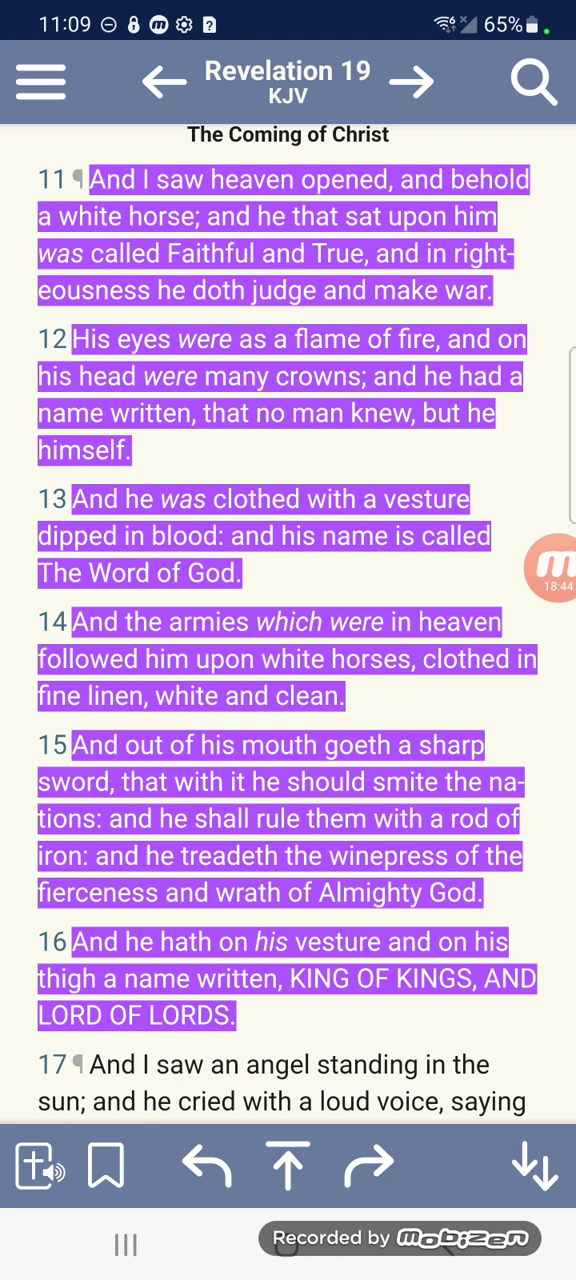 11:09 65%
Revelation 19
KJV
The Coming of Christ
11 ¶ And I saw heaven opened, and behold
a white horse; and he that sat upon him
was called Faithful and True, and in right-
eousness he doth judge and make war.
12 His eyes were as a flame of fire, and on
his head were many crowns; and he had a
name written, that no man knew, but he
himself.
13 And he was clothed with a vesture
dipped in blood: and his name is called
The Word of God.
14 And the armies which were in heaven
followed him upon white horses, clothed in
fine linen, white and clean.
15 And out of his mouth goeth a sharp
sword, that with it he should smite the na-
tions: and he shall rule them with a rod of
iron: and he treadeth the winepress of the
fierceness and wrath of Almighty God.
16 And he hath on his vesture and on his
thigh a name written, KING OF KINGS, AND
LORD OF LORDS.
17 ¶ And I saw an angel standing in the
sun; and he cried with a loud voice, saying
m
18:44
Recorded by mobizen